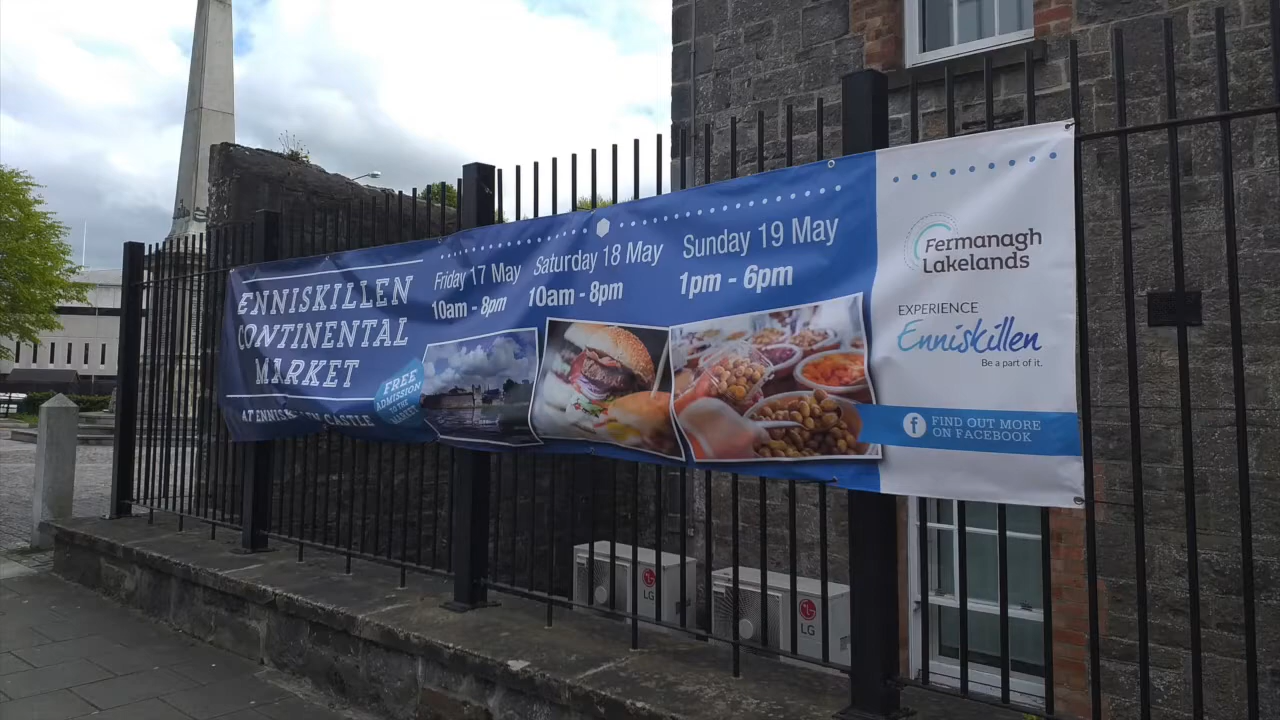 ENNISKILLEN
CONTINENTAL
MARKET
AT ENNISKILLEN CASTLE
FREE
ADMISSION
TO THE
MARKET
Friday 17 May
10am - 8pm
Saturday 18 May
10am - 8pm
Sunday 19 May
1pm - 6pm
Fermanagh
Lakelands
EXPERIENCE
Enniskillen
Be a part of it.
f FIND OUT MORE
ON FACEBOOK
LG
LG